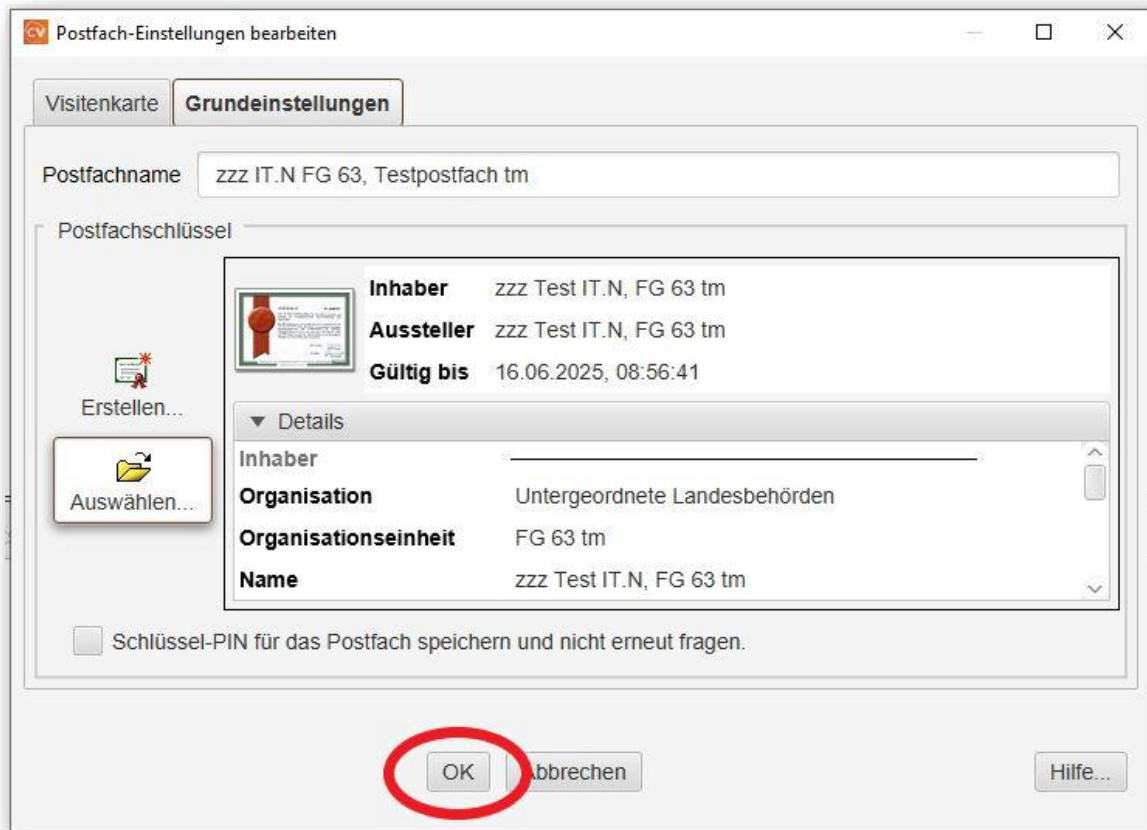 CV Postfach-Einstellungen bearbeiten
Visitenkarte Grundeinstellungen
Postfachname zzz IT.N FG 63, Testpostfach tm
Postfachschlüssel
Inhaber zzz Test IT.N, FG 63 tm
Aussteller zzz Test IT.N, FG 63 tm
Gültig bis 16.06.2025, 08:56:41
Erstellen...
Details
Inhaber
Auswählen...
Organisation Untergeordnete Landesbehörden
Organisationseinheit FG 63 tm
Name zzz Test IT.N, FG 63 tm
Schlüssel-PIN für das Postfach speichern und nicht erneut fragen.
OK Abbrechen Hilfe...